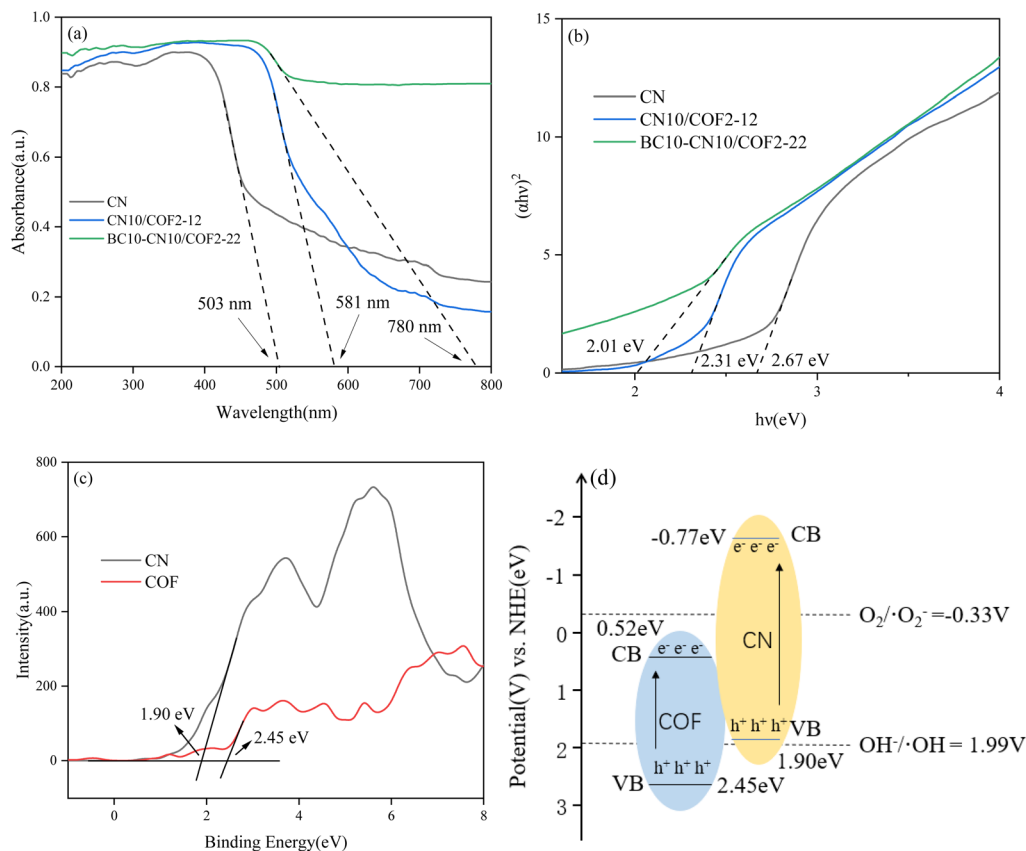 (a)
1.0
0.8
0.6
0.4
0.2
0.0
Absorbance(a.u.)
CN
CN10/COF2-12
BC10-CN10/COF2-22
503 nm
581 nm
780 nm
200
300
400
500
600
700
800
Wavelength(nm)
(b)
15
10
5
0
(αhν)²
CN
CN10/COF2-12
BC10-CN10/COF2-22
2.01 eV
2.31 eV
2.67 eV
2
3
4
hν(eV)
(c)
800
600
400
200
0
Intensity(a.u.)
CN
COF
1.90 eV
2.45 eV
0
2
4
6
8
Binding Energy(eV)
(d)
Potential(V) vs. NHE(eV)
-2
-1
0
1
2
3
-0.77eV
CB
e⁻ e⁻ e⁻
O₂/·O₂⁻ =-0.33V
0.52eV
CB
e⁻ e⁻ e⁻
CN
COF
h⁺ h⁺ h⁺
VB
OH⁻/·OH = 1.99V
1.90eV
h⁺ h⁺ h⁺
VB
2.45eV